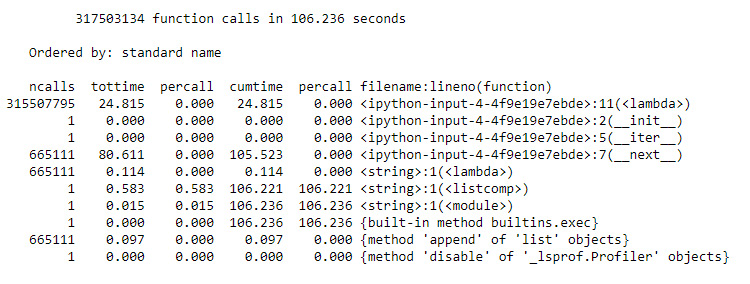 317503134 function calls in 106.236 seconds
Ordered by: standard name
ncalls tottime percall cumtime percall filename:lineno(function)
315507795 24.815 0.000 24.815 0.000 <ipython-input-4-4f9e19e7ebde>:11(<lambda>)
1 0.000 0.000 0.000 0.000 <ipython-input-4-4f9e19e7ebde>:2(__init__)
1 0.000 0.000 0.000 0.000 <ipython-input-4-4f9e19e7ebde>:5(__iter__)
665111 80.611 0.000 105.523 0.000 <ipython-input-4-4f9e19e7ebde>:7(__next__)
665111 0.114 0.000 0.114 0.000 <string>:1(<lambda>)
1 0.583 0.583 106.221 106.221 <string>:1(<listcomp>)
1 0.015 0.015 106.236 106.236 <string>:1(<module>)
1 0.000 0.000 106.236 106.236 {built-in method builtins.exec}
665111 0.097 0.000 0.097 0.000 {method 'append' of 'list' objects}
1 0.000 0.000 0.000 0.000 {method 'disable' of '_lsprof.Profiler' objects}